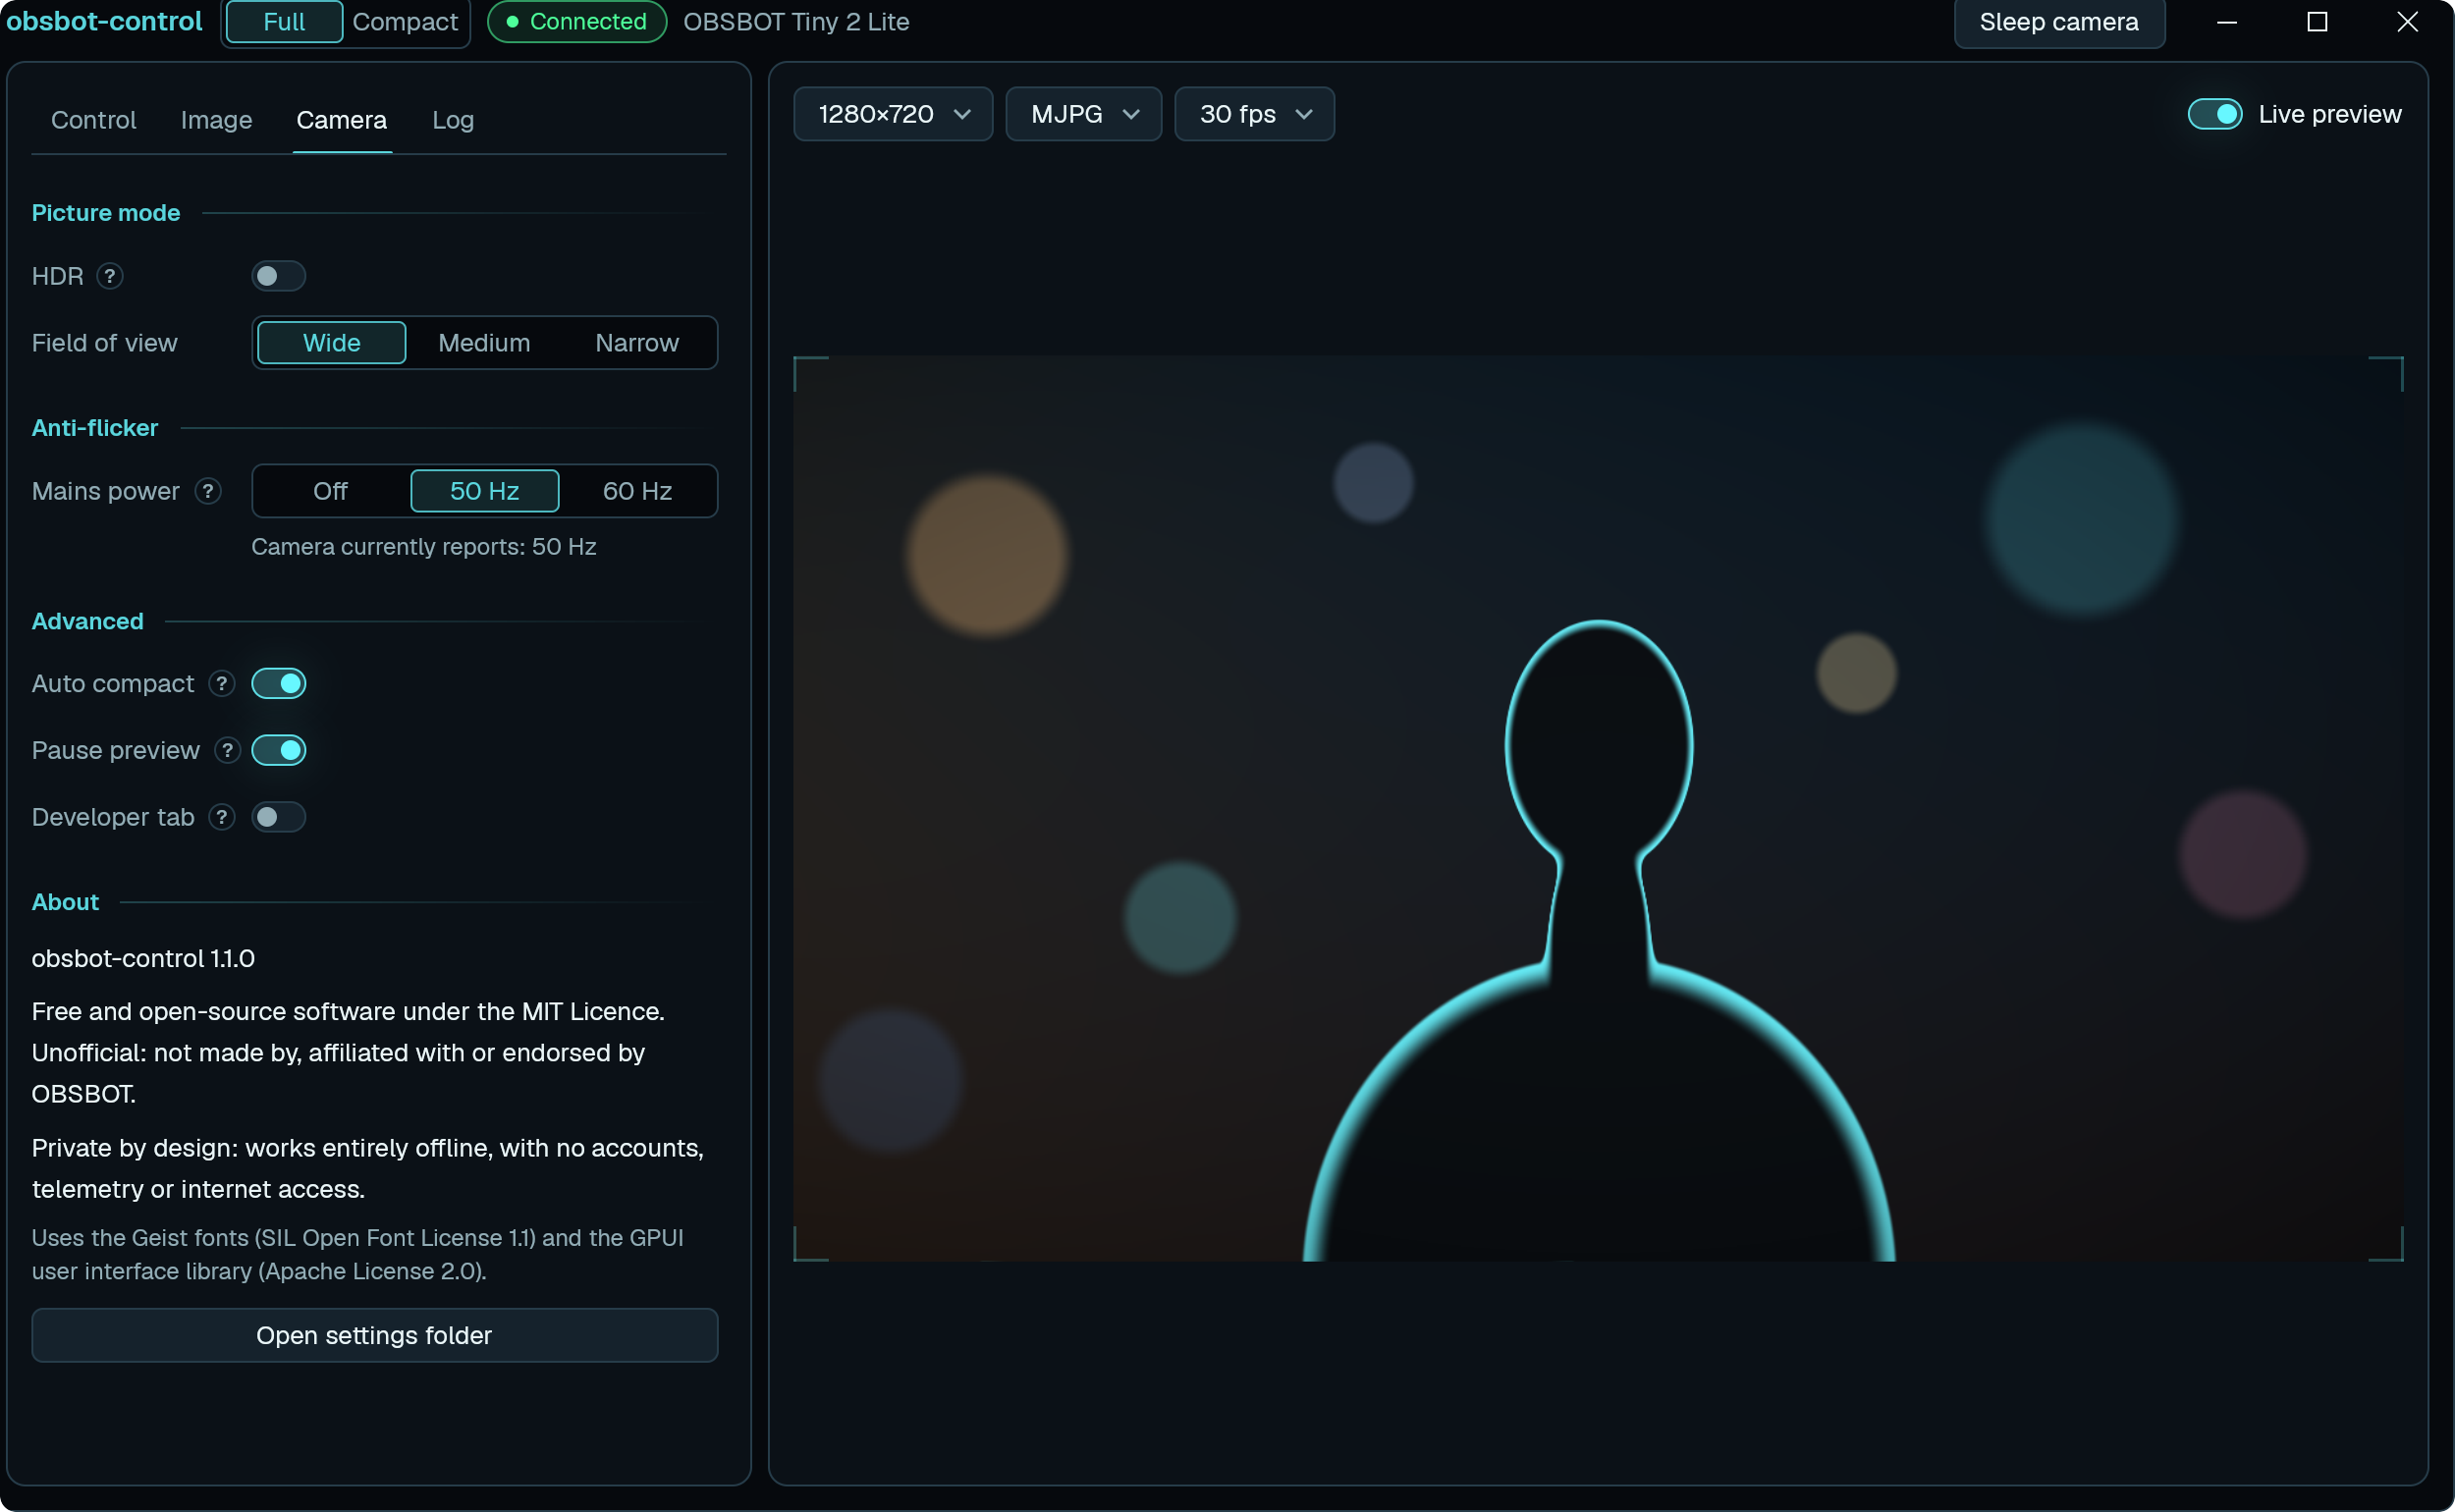 obsbot-control
Full
Compact
Connected
OBSBOT Tiny 2 Lite
Sleep camera
Control
Image
Camera
Log
Picture mode
HDR ?
Field of view
Wide
Medium
Narrow
Anti-flicker
Mains power ?
Off
50 Hz
60 Hz
Camera currently reports: 50 Hz
Advanced
Auto compact ?
Pause preview ?
Developer tab ?
About
obsbot-control 1.1.0
Free and open-source software under the MIT Licence.
Unofficial: not made by, affiliated with or endorsed by
OBSBOT.
Private by design: works entirely offline, with no accounts,
telemetry or internet access.
Uses the Geist fonts (SIL Open Font License 1.1) and the GPUI
user interface library (Apache License 2.0).
Open settings folder
1280×720
MJPG
30 fps
Live preview